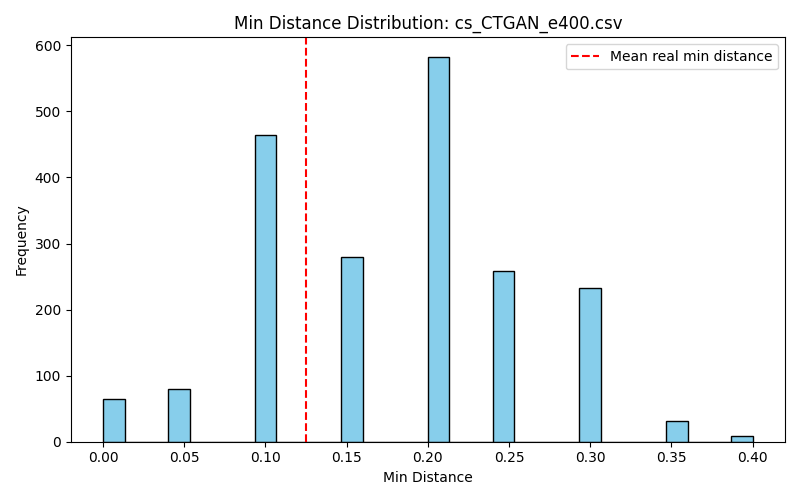 Min Distance Distribution: cs_CTGAN_e400.csv
Mean real min distance
Frequency
600
500
400
300
200
100
0
0.00 0.05 0.10 0.15 0.20 0.25 0.30 0.35 0.40
Min Distance